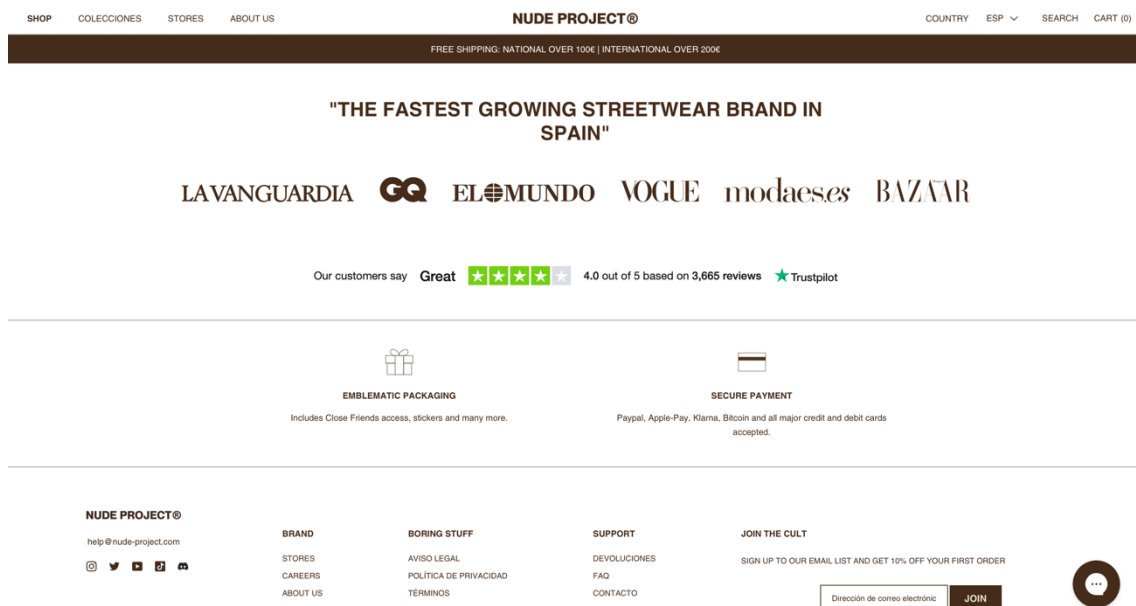 SHOP COLECCIONES STORES ABOUT US NUDE PROJECT® COUNTRY ESP SEARCH CART (0)
FREE SHIPPING: NATIONAL OVER 100€ | INTERNATIONAL OVER 200€
"THE FASTEST GROWING STREETWEAR BRAND IN
SPAIN"
LA VANGUARDIA GQ EL MUNDO VOGUE modaes.es BAZAAR
Our customers say Great 4.0 out of 5 based on 3,665 reviews Trustpilot
EMBLEMATIC PACKAGING
Includes Close Friends access, stickers and many more.
SECURE PAYMENT
Paypal, Apple-Pay, Klarna, Bitcoin and all major credit and debit cards
accepted.
NUDE PROJECT®
help@nude-project.com
BRAND
STORES
CAREERS
ABOUT US
BORING STUFF
AVISO LEGAL
POLÍTICA DE PRIVACIDAD
TÉRMINOS
SUPPORT
DEVOLUCIONES
FAQ
CONTACTO
JOIN THE CULT
SIGN UP TO OUR EMAIL LIST AND GET 10% OFF YOUR FIRST ORDER
Dirección de correo electrónic JOIN